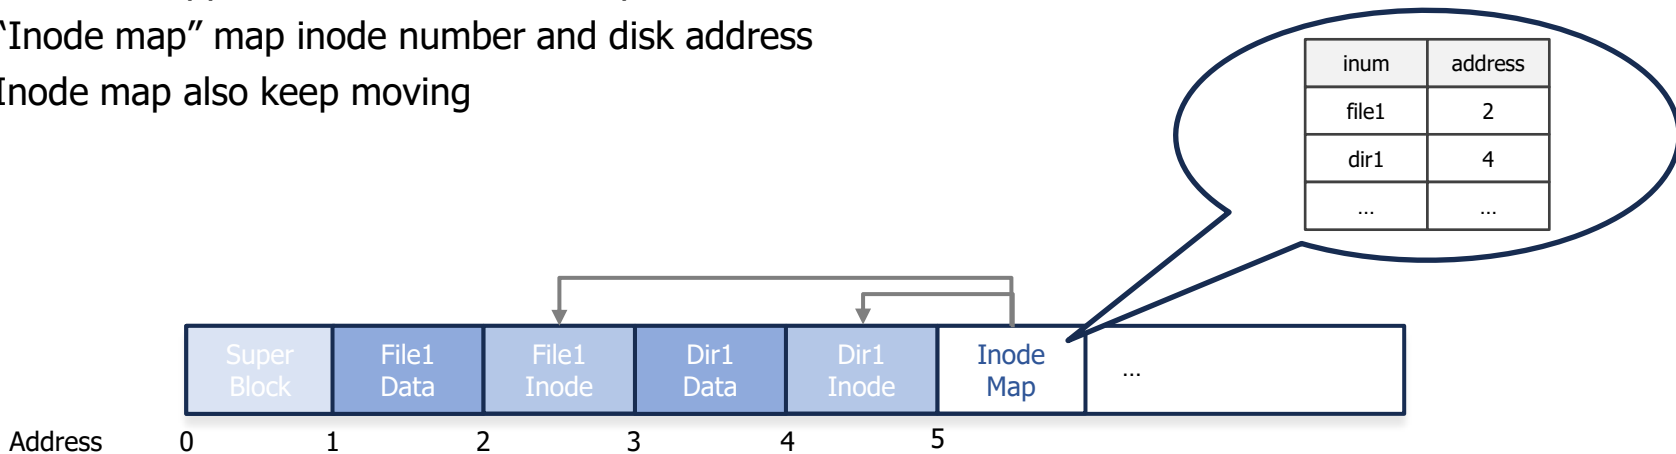 "Inode map" map inode number and disk address
Inode map also keep moving
inum address
file1 2
dir1 4
... ...
Super Block
File1 Data
File1 Inode
Dir1 Data
Dir1 Inode
Inode Map
...
Address 0 1 2 3 4 5